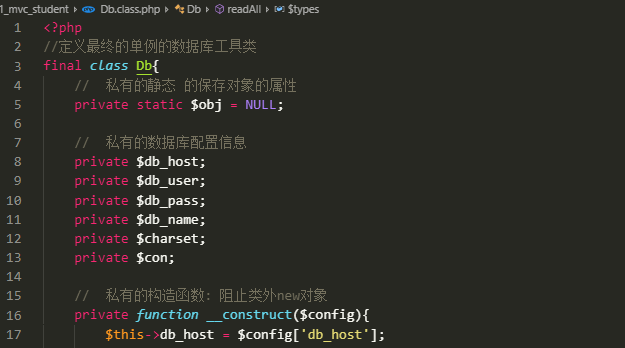 1_mvc_student > Db.class.php > Db > readAll > $types
1 <?php
2 //定义最终的单例的数据库工具类
3 final class Db{
4 // 私有的静态 的保存对象的属性
5 private static $obj = NULL;
6
7 // 私有的数据库配置信息
8 private $db_host;
9 private $db_user;
10 private $db_pass;
11 private $db_name;
12 private $charset;
13 private $con;
14
15 // 私有的构造函数: 阻止类外new对象
16 private function __construct($config){
17 $this->db_host = $config['db_host'];